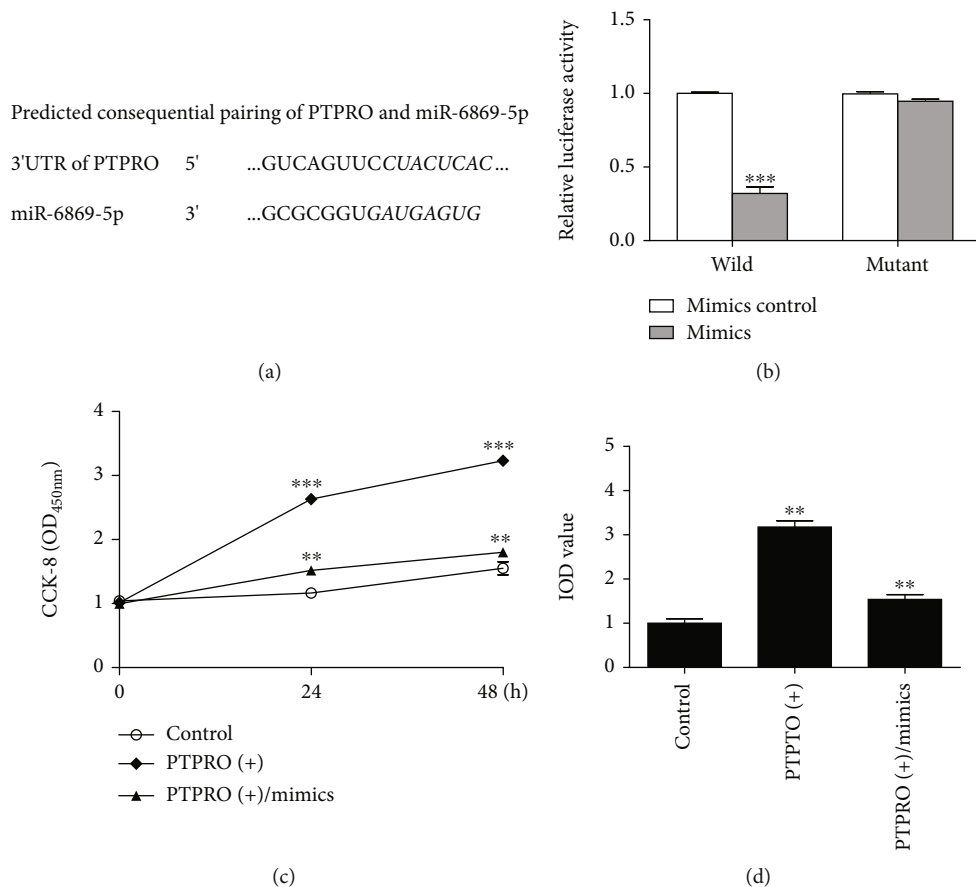 Predicted consequential pairing of PTPRO and miR-6869-5p
3'UTR of PTPRO 5' ...GUCAGUUCCUACUCAC...
miR-6869-5p 3' ...GCGCGGUGAUGAGUG
(a)
Relative luciferase activity
1.5
1.0
0.5
0.0
***
Wild Mutant
Mimics control
Mimics
(b)
CCK-8 (OD450nm)
4
3
2
1
0
***
***
**
**
0 24 48 (h)
Control
PTPRO (+)
PTPRO (+)/mimics
(c)
IOD value
5
4
3
2
1
0
**
**
Control
PTPTO (+)
PTPRO (+)/mimics
(d)